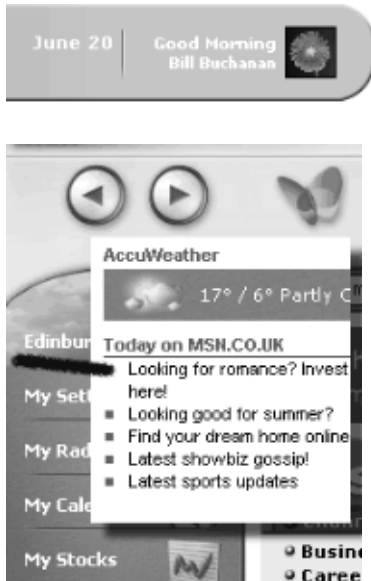 June 20
Good Morning
Bill Buchanan
AccuWeather
17° / 6° Partly C
Edinbur
Today on MSN.CO.UK
Looking for romance? Invest
here!
My Sett
Looking good for summer?
Find your dream home online
My Rad
Latest showbiz gossip!
Latest sports updates
My Cale
My Stocks
Busine
Caree